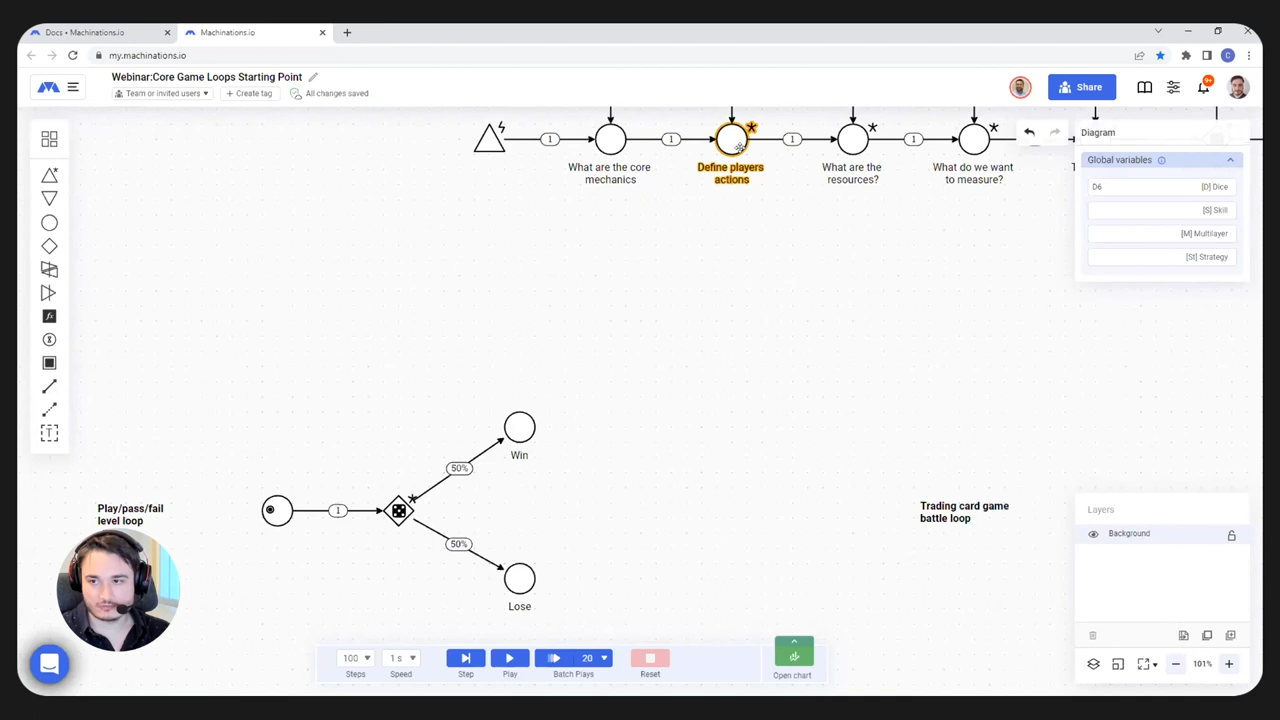 Docs • Machinations.io
Machinations.io
my.machinations.io
C
Webinar:Core Game Loops Starting Point
Team or invited users
+ Create tag
All changes saved
Share
9+
1
1
1
1
What are the core
mechanics
Define players
actions
What are the
resources?
What do we want
to measure?
Diagram
Global variables
D6
[D] Dice
[S] Skill
[M] Multilayer
[St] Strategy
fx
T
Win
50%
1
50%
Lose
Play/pass/fail
level loop
Trading card game
battle loop
Layers
Background
100
Steps
1 s
Speed
Step
Play
20
Batch Plays
Reset
Open chart
101%